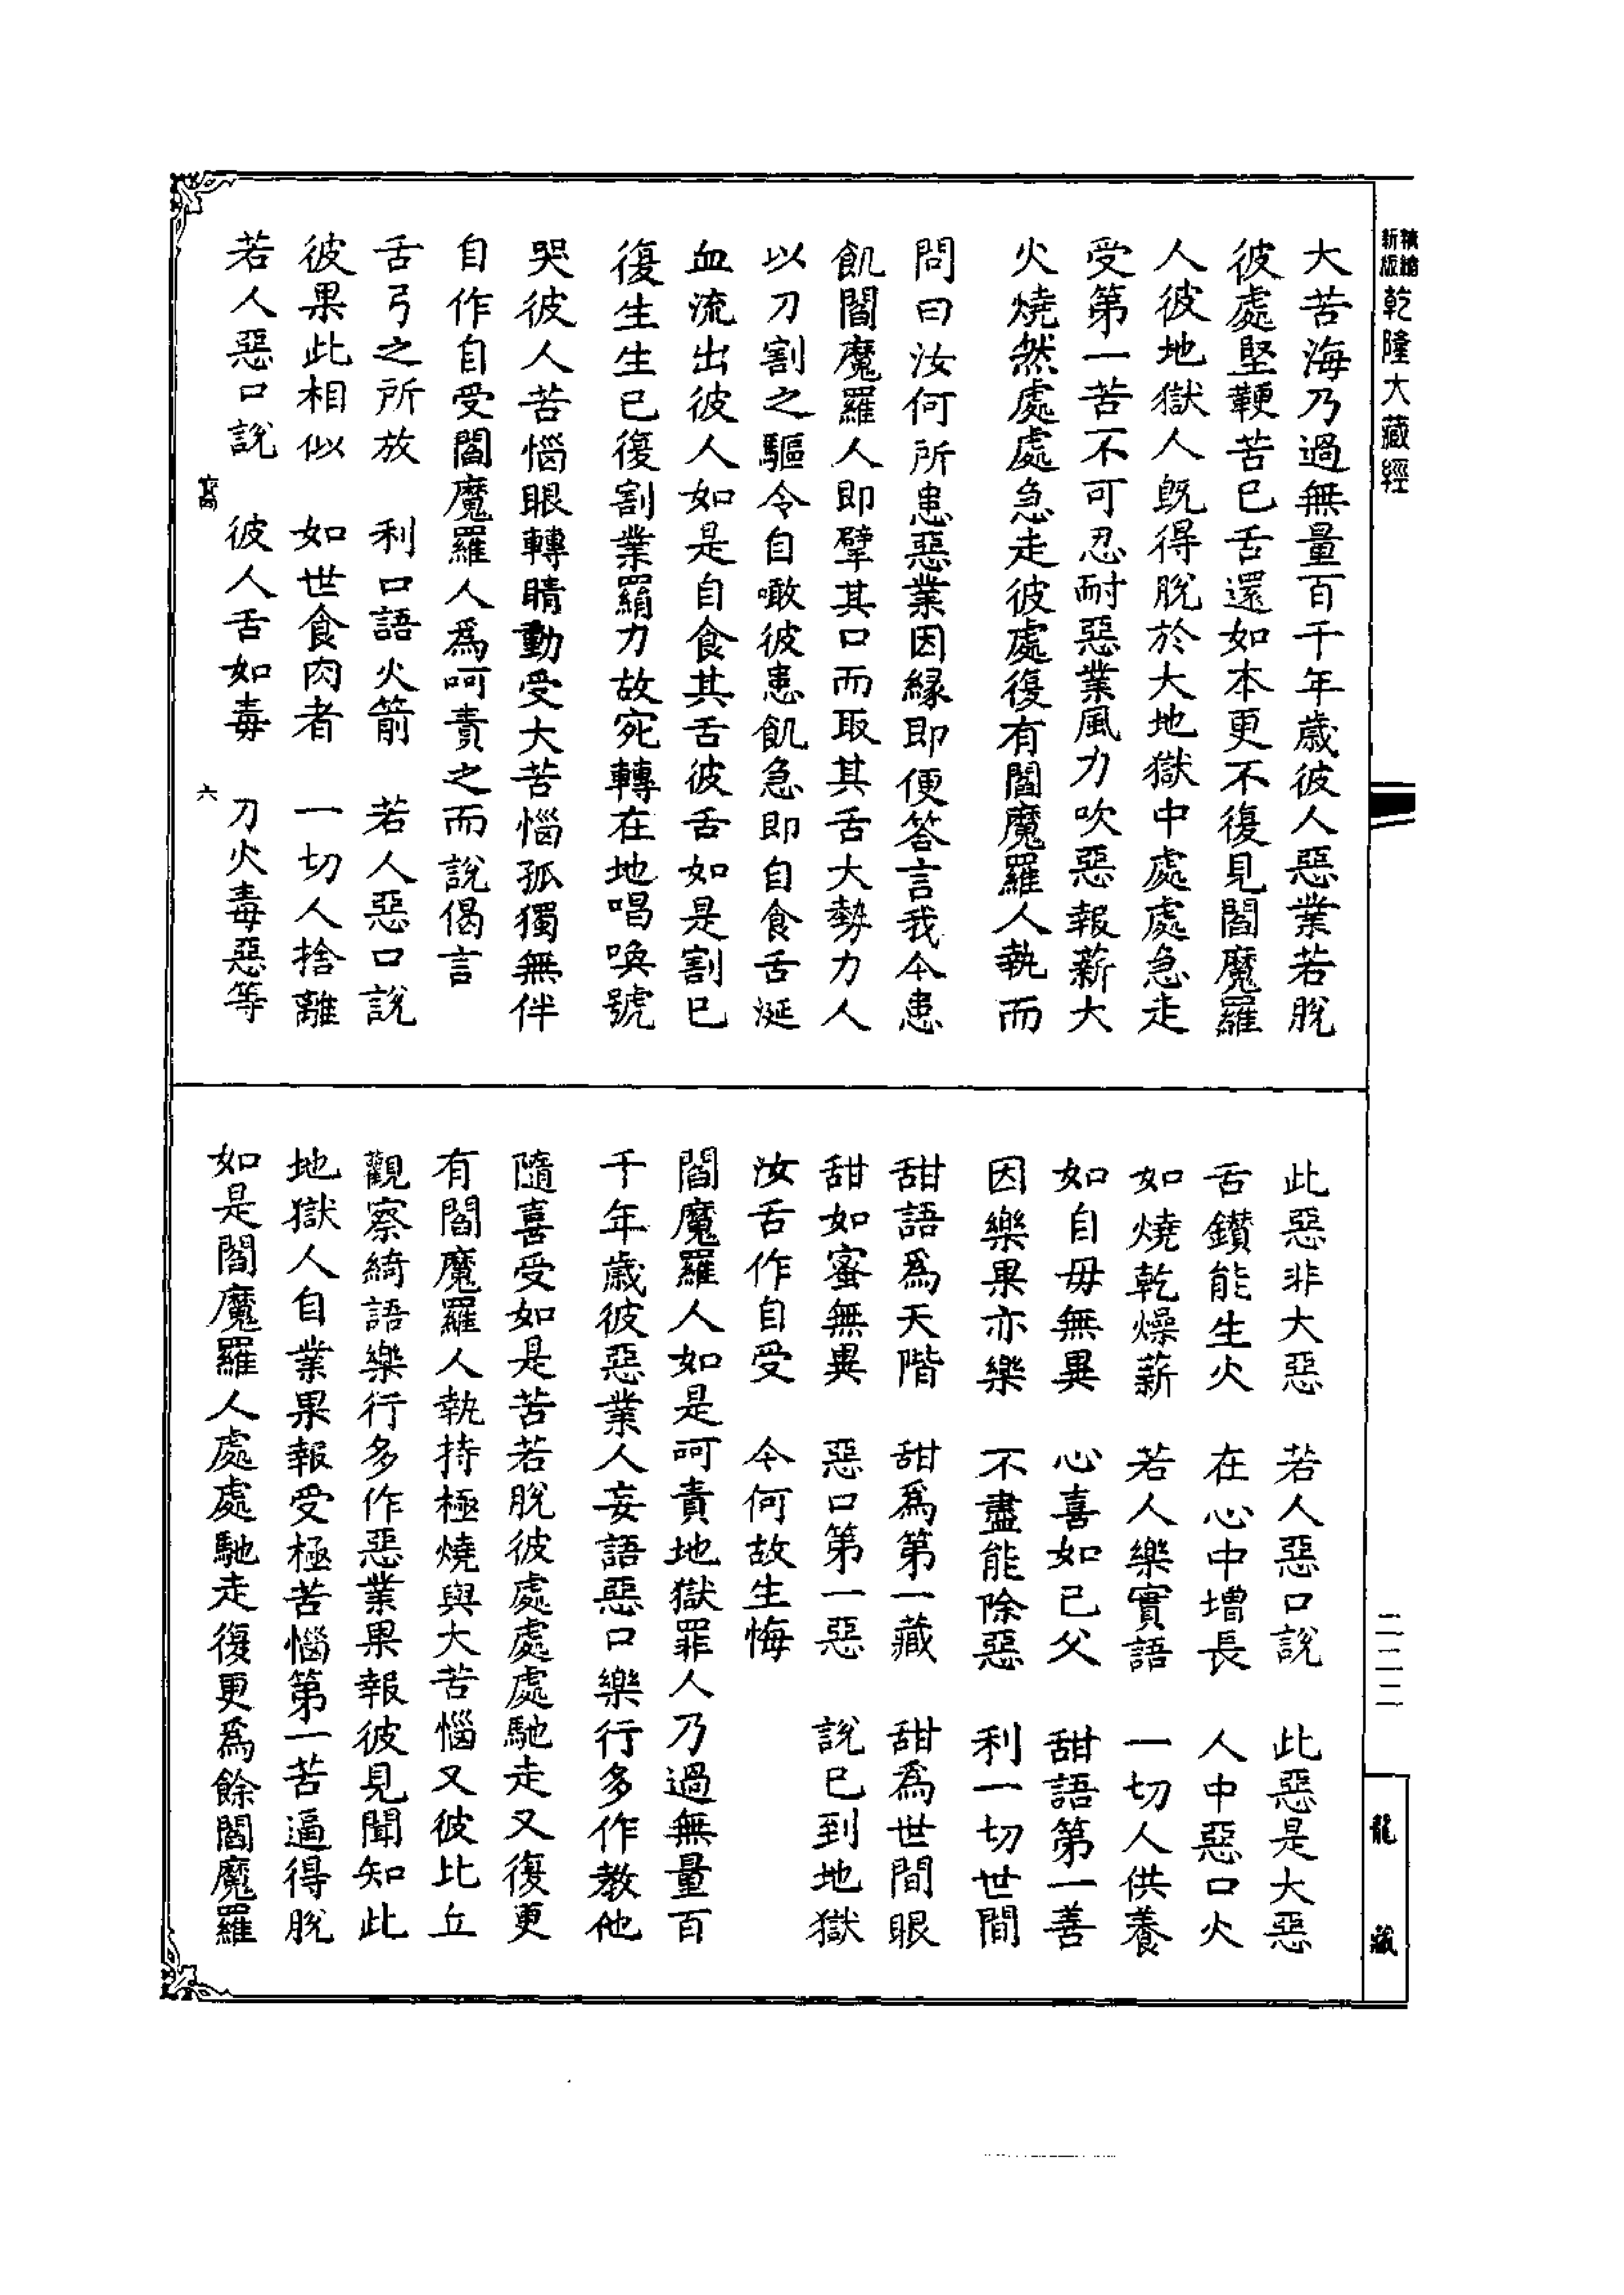 精縮新版乾隆大藏經
大苦海乃過無量百千年歲彼人惡業若脫
彼處堅鞕苦已舌還如本更不復見閻魔羅
人彼地獄人既得脫於大地獄中處處急走
受第一苦不可忍耐惡業風力吹惡報薪大
火燒然處處急走彼處復有閻魔羅人執而
問曰汝何所患惡業因緣即便答言我今患
飢閻魔羅人即擘其口而取其舌大勢力人
以刀割之驅令自噉彼患飢急即自食舌涎
血流出彼人如是自食其舌彼舌如是割已
復生生已復割業羂力故宛轉在地唱喚號
哭彼人苦惱眼轉睛動受大苦惱孤獨無伴
自作自受閻魔羅人為呵責之而說偈言
舌弓之所放　利口語火箭　若人惡口說
彼果此相似　如世食肉者　一切人捨離
若人惡口說　彼人舌如毒　刀火毒惡等
六
此惡非大惡　若人惡口說　此惡是大惡
舌鑽能生火　在心中增長　人中惡口火
如燒乾燥薪　若人樂實語　一切人供養
如自毋無異　心喜如己父　甜語第一善
因樂果亦樂　不盡能除惡　利一切世間
甜語為天階　甜為第一藏　甜為世間眼
甜如蜜無異　惡口第一惡　說已到地獄
汝舌作自受　今何故生悔
閻魔羅人如是呵責地獄罪人乃過無量百
千年歲彼惡業人妄語惡口樂行多作教他
隨喜受如是苦若脫彼處處處馳走又復更
有閻魔羅人執持極燒與大苦惱又彼比丘
觀察綺語樂行多作惡業果報彼見聞知此
地獄人自業果報受極苦惱第一苦逼得脫
如是閻魔羅人處處馳走復更為餘閻魔羅
二二二
龍藏